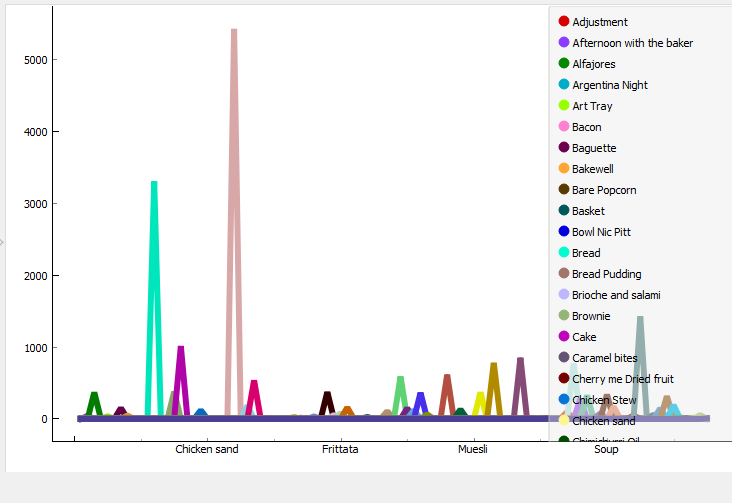 5000
4000
3000
2000
1000
0
Chicken sand
Frittata
Muesli
Soup
Adjustment
Afternoon with the baker
Alfajores
Argentina Night
Art Tray
Bacon
Baguette
Bakewell
Bare Popcorn
Basket
Bowl Nic Pitt
Bread
Bread Pudding
Brioche and salami
Brownie
Cake
Caramel bites
Cherry me Dried fruit
Chicken Stew
Chicken sand
Chimichurri Oil